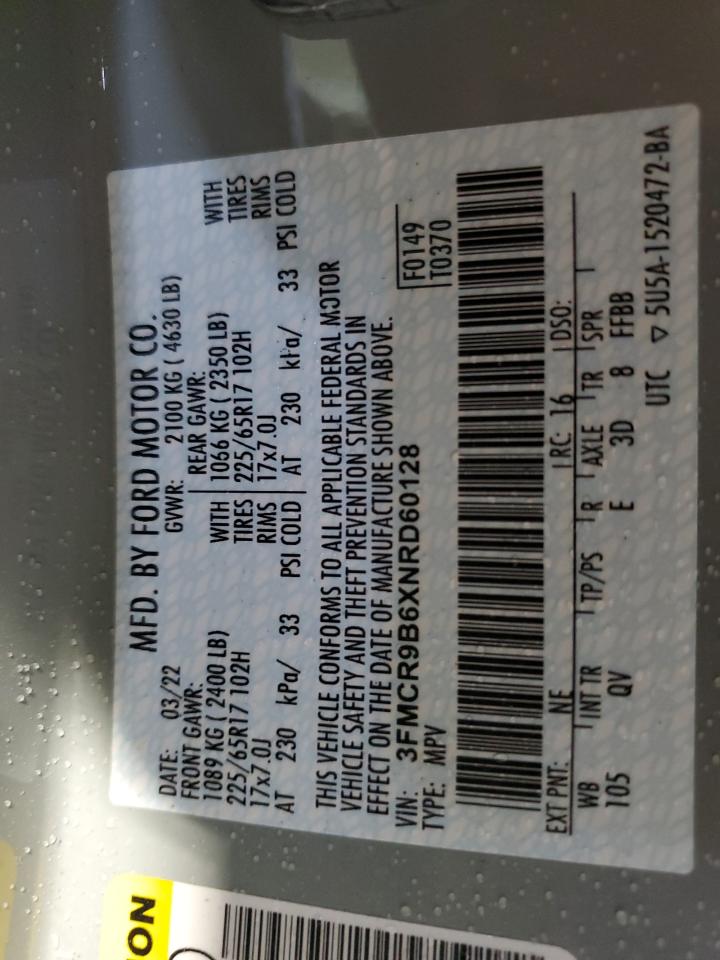 MFD. BY FORD MOTOR CO.
DATE: 03/22 GVWR: 2100 KG ( 4630 LB)
FRONT GAWR: REAR GAWR:
1089 KG ( 2400 LB) WITH 1066 KG ( 2350 LB) WITH
225/65R17 102H TIRES 225/65R17 102H TIRES
17x7.0J RIMS 17x7.0J RIMS
AT 230 kPa/ 33 PSI COLD AT 230 kPa/ 33 PSI COLD
THIS VEHICLE CONFORMS TO ALL APPLICABLE FEDERAL MOTOR
VEHICLE SAFETY AND THEFT PREVENTION STANDARDS IN
EFFECT ON THE DATE OF MANUFACTURE SHOWN ABOVE.
VIN: 3FMCR9B6XNRD60128 F0149
TYPE: MPV T0370
EXT PNT: NE RC: 16 DSO:
WB INT TR TP/PS R AXLE TR SPR
105 QV E 3D 8 FFBB
UTC ▽ 5U5A-1520472-BA
ION